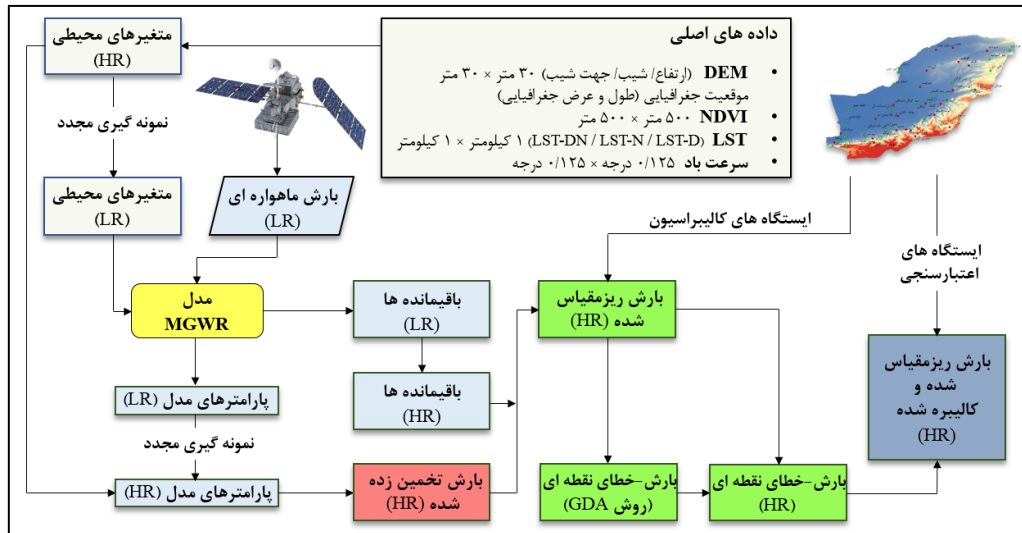 متغیرهای محیطی
(HR)
داده های اصلی
• DEM (ارتفاع/ شیب/ جهت شیب) ۳۰ متر × ۳۰ متر
موقعیت جغرافیایی (طول و عرض جغرافیایی)
• NDVI ۵۰۰ متر × ۵۰۰ متر
• LST (LST-DN / LST-N / LST-D) ۱ کیلومتر × ۱ کیلومتر
• سرعت باد ۰/۱۲۵ درجه × ۰/۱۲۵ درجه
نمونه گیری مجدد
متغیرهای محیطی
(LR)
بارش ماهواره ای
(LR)
ایستگاه های کالیبراسیون
ایستگاه های
اعتبارسنجی
مدل
MGWR
باقیمانده ها
(LR)
بارش ریزمقیاس
شده (HR)
باقیمانده ها
(HR)
بارش ریزمقیاس
شده
و
کالیبره شده
(HR)
پارامترهای مدل (LR)
نمونه گیری مجدد
پارامترهای مدل (HR)
بارش تخمین زده
شده (HR)
بارش-خطای نقطه ای
(روش GDA)
بارش-خطای نقطه ای
(HR)